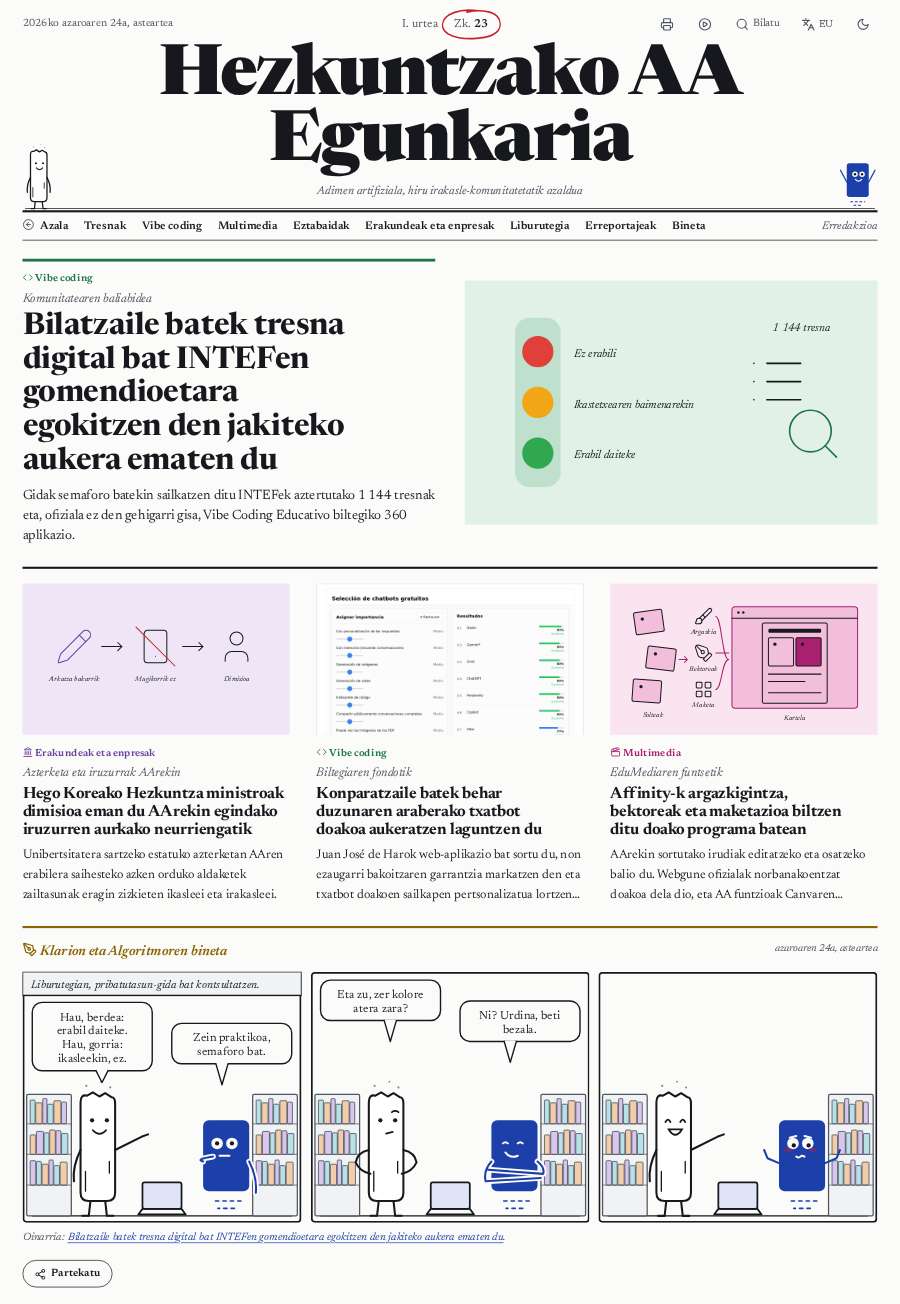 2026ko azaroaren 24a, asteartea
I. urtea Zk. 23
Bilatu
EU
Hezkuntzako AA
Egunkaria
Adimen artifiziala, hiru irakasle-komunitatetatik azaldua
Azala Tresnak Vibe coding Multimedia Eztabaidak Erakundeak eta enpresak Liburutegia Erreportajeak Bineta Erredakzioa
Vibe coding
Komunitatearen baliabidea
Bilatzaile batek tresna
digital bat INTEFen
gomendioetara
egokitzen den jakiteko
aukera ematen du
Gidak semaforo batekin sailkatzen ditu INTEFek aztertutako 1 144 tresnak
eta, ofiziala ez den gehigarri gisa, Vibe Coding Educativo biltegiko 360
aplikazio.
1 144 tresna
Ez erabili
Ikastetxearen baimenarekin
Erabil daiteke
Arkatza bakarrik
Mugikorrik ez
Dimisioa
Erakundeak eta enpresak
Azterketa eta iruzurrak AArekin
Hego Koreako Hezkuntza ministroak
dimisioa eman du AArekin egindako
iruzurren aurkako neurriengatik
Unibertsitatera sartzeko estatuko azterketan AAren
erabilera saihesteko azken orduko aldaketek
zailtasunak eragin zizkieten ikasleei eta irakasleei.
Selección de chatbots gratuitos
Asignar importancia
Resultados
Vibe coding
Biltegiaren fondotik
Konparatzaile batek behar
duzunaren araberako txatbot
doakoa aukeratzen laguntzen du
Juan José de Harok web-aplikazio bat sortu du, non
ezaugarri bakoitzaren garrantzia markatzen den eta
txatbot doakoen sailkapen pertsonalizatua lortzen...
Argazkia
Bektoreak
Maketa
Irudiak
Kartela
Multimedia
EduMediaren funtsetik
Affinity-k argazkigintza,
bektoreak eta maketazioa biltzen
ditu doako programa batean
AArekin sortutako irudiak editatzeko eta osatzeko
balio du. Webgune ofizialak norbanakoentzat
doakoa dela dio, eta AA funtzioak Canvaren...
Klarion eta Algoritmoren bineta
azaroaren 24a, asteartea
Liburutegian, pribatutasun-gida bat kontsultatzen.
Hau, berdea:
erabil daiteke.
Hau, gorria:
ikasleekin, ez.
Zein praktikoa,
semaforo bat.
Eta zu, zer kolore
atera zara?
Ni? Urdina, beti
bezala.
Oinarria: Bilatzaile batek tresna digital bat INTEFen gomendioetara egokitzen den jakiteko aukera ematen du.
Partekatu